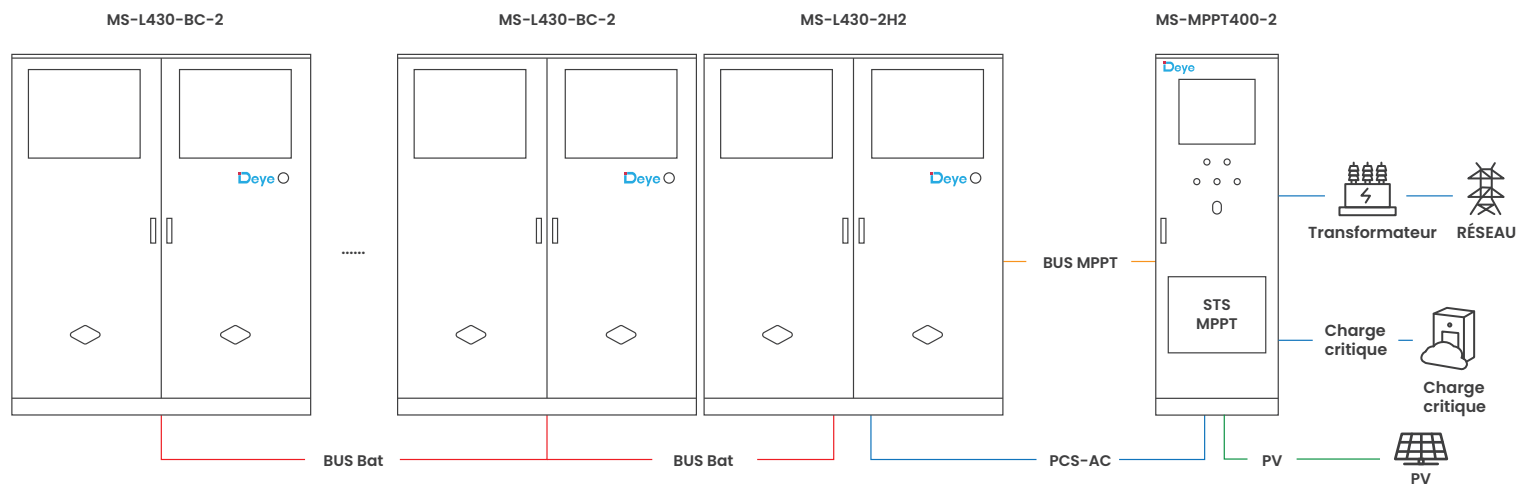 MS-L430-BC-2
MS-L430-BC-2
MS-L430-2H2
MS-MPPT400-2
Deye
Deye
Deye
Deye
......
BUS MPPT
STS
MPPT
Transformateur
RÉSEAU
Charge
critique
Charge
critique
BUS Bat
BUS Bat
PCS-AC
PV
PV